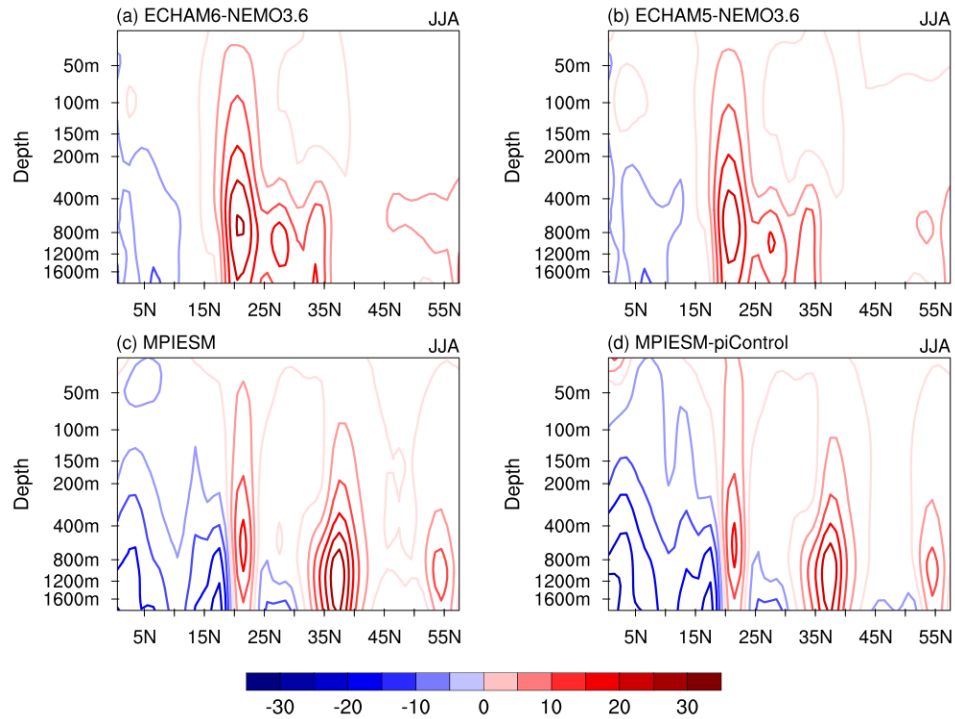 (a) ECHAM6-NEMO3.6 JJA
(b) ECHAM5-NEMO3.6 JJA
Depth
50m
100m
150m
200m
400m
800m
1200m
1600m
5N 15N 25N 35N 45N 55N
Depth
50m
100m
150m
200m
400m
800m
1200m
1600m
5N 15N 25N 35N 45N 55N
(c) MPIESM JJA
(d) MPIESM-piControl JJA
Depth
50m
100m
150m
200m
400m
800m
1200m
1600m
5N 15N 25N 35N 45N 55N
Depth
50m
100m
150m
200m
400m
800m
1200m
1600m
5N 15N 25N 35N 45N 55N
-30 -20 -10 0 10 20 30